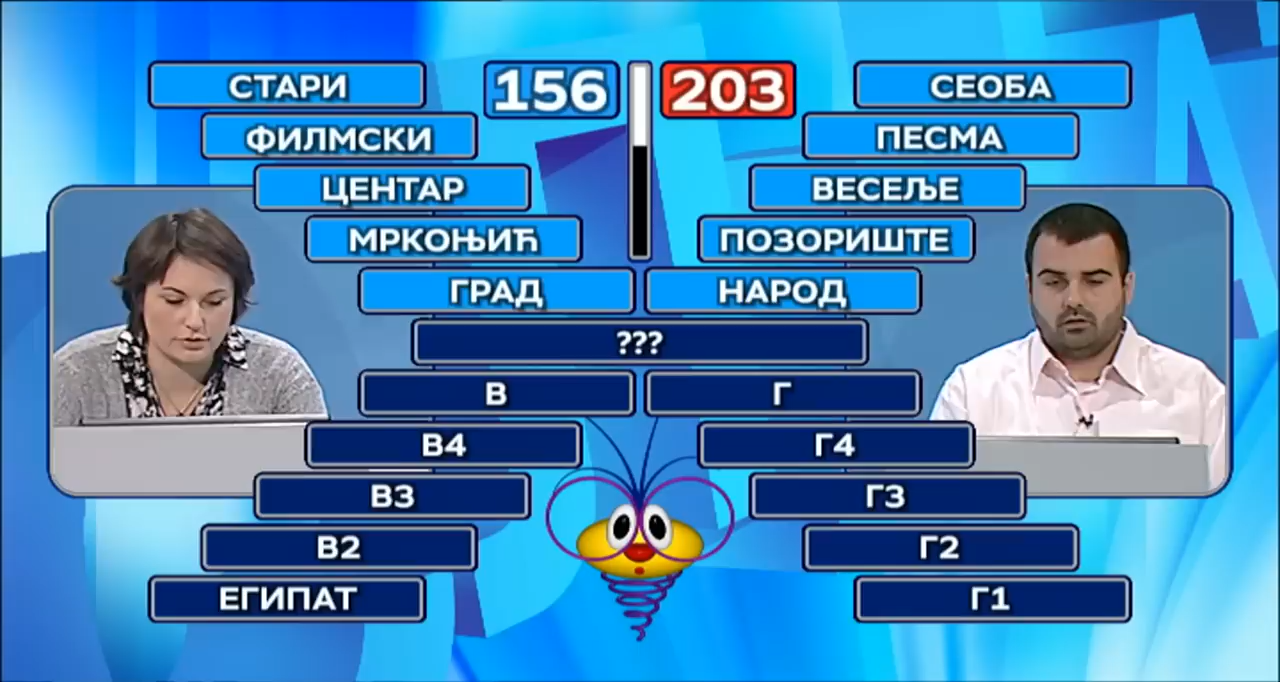 СТАРИ 156 203 СЕОБА
ФИЛМСКИ ПЕСМА
ЦЕНТАР ВЕСЕЉЕ
МРКОЊИЋ ПОЗОРИШТЕ
ГРАД НАРОД
???
В Г
В4 Г4
В3 Г3
В2 Г2
ЕГИПАТ Г1